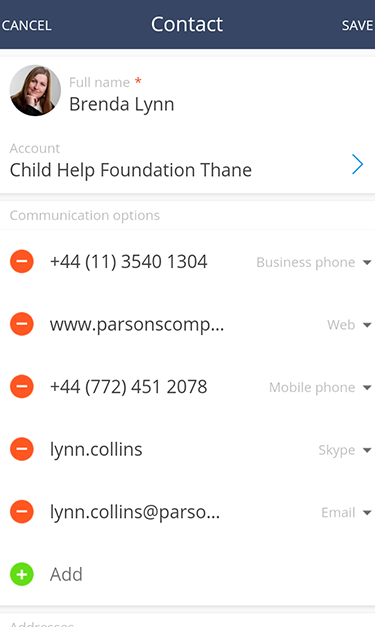 CANCEL Contact SAVE
Full name *
Brenda Lynn
Account
Child Help Foundation Thane
Communication options
+44 (11) 3540 1304 Business phone
www.parsonscomp... Web
+44 (772) 451 2078 Mobile phone
lynn.collins Skype
lynn.collins@parso... Email
Add
Addresses